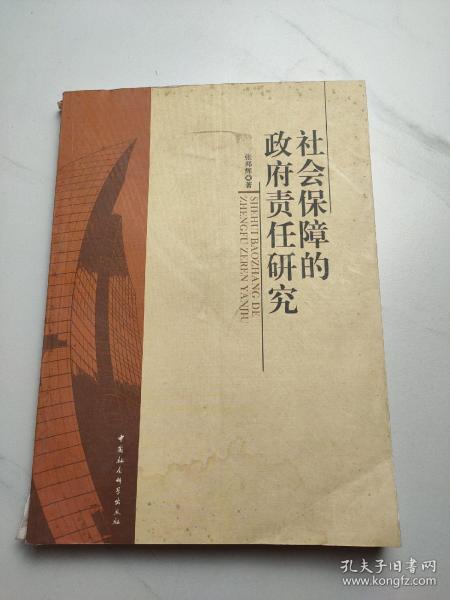 社会保障的
政府责任研究
张邦辉 著
SHEHUI BAOZHANG DE
ZHENGFU ZEREN YANJIU
中国社会科学出版社
孔夫子旧书网
www.kongfz.com